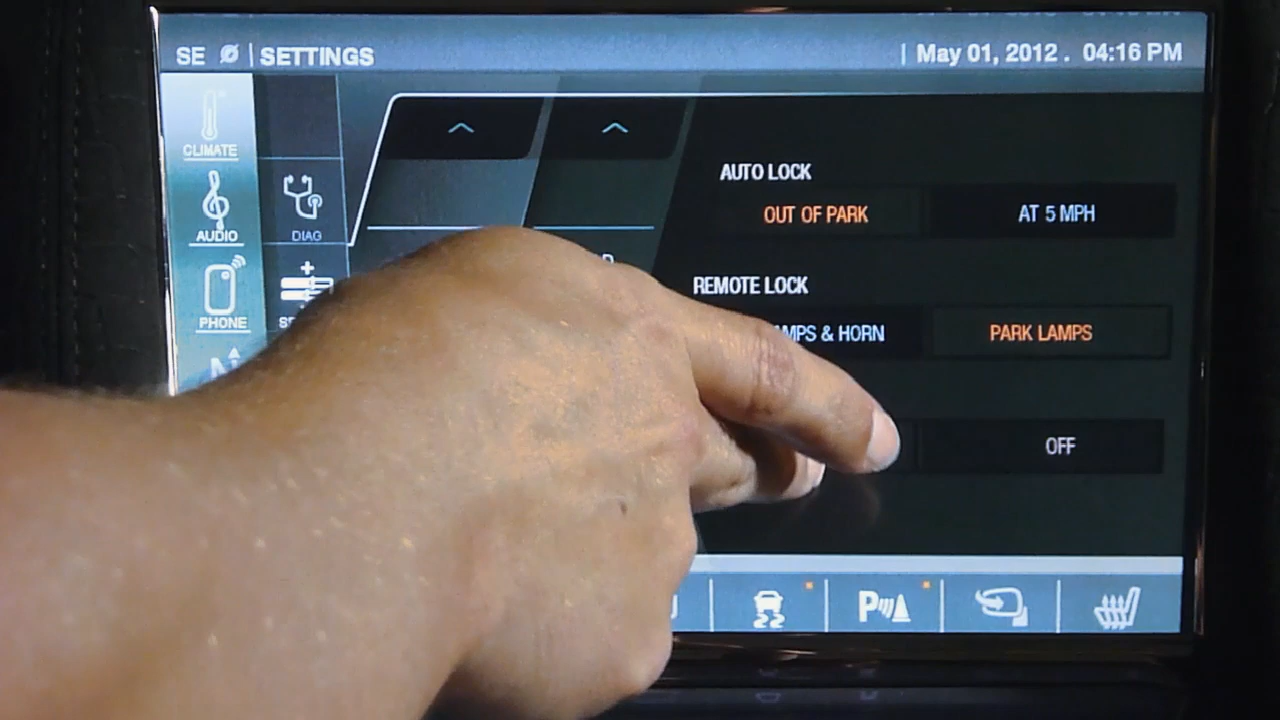 SE | SETTINGS
| May 01, 2012 . 04:16 PM
CLIMATE
AUTO LOCK
OUT OF PARK
AT 5 MPH
AUDIO
DIAG
REMOTE LOCK
PHONE
& HORN
PARK LAMPS
OFF
P